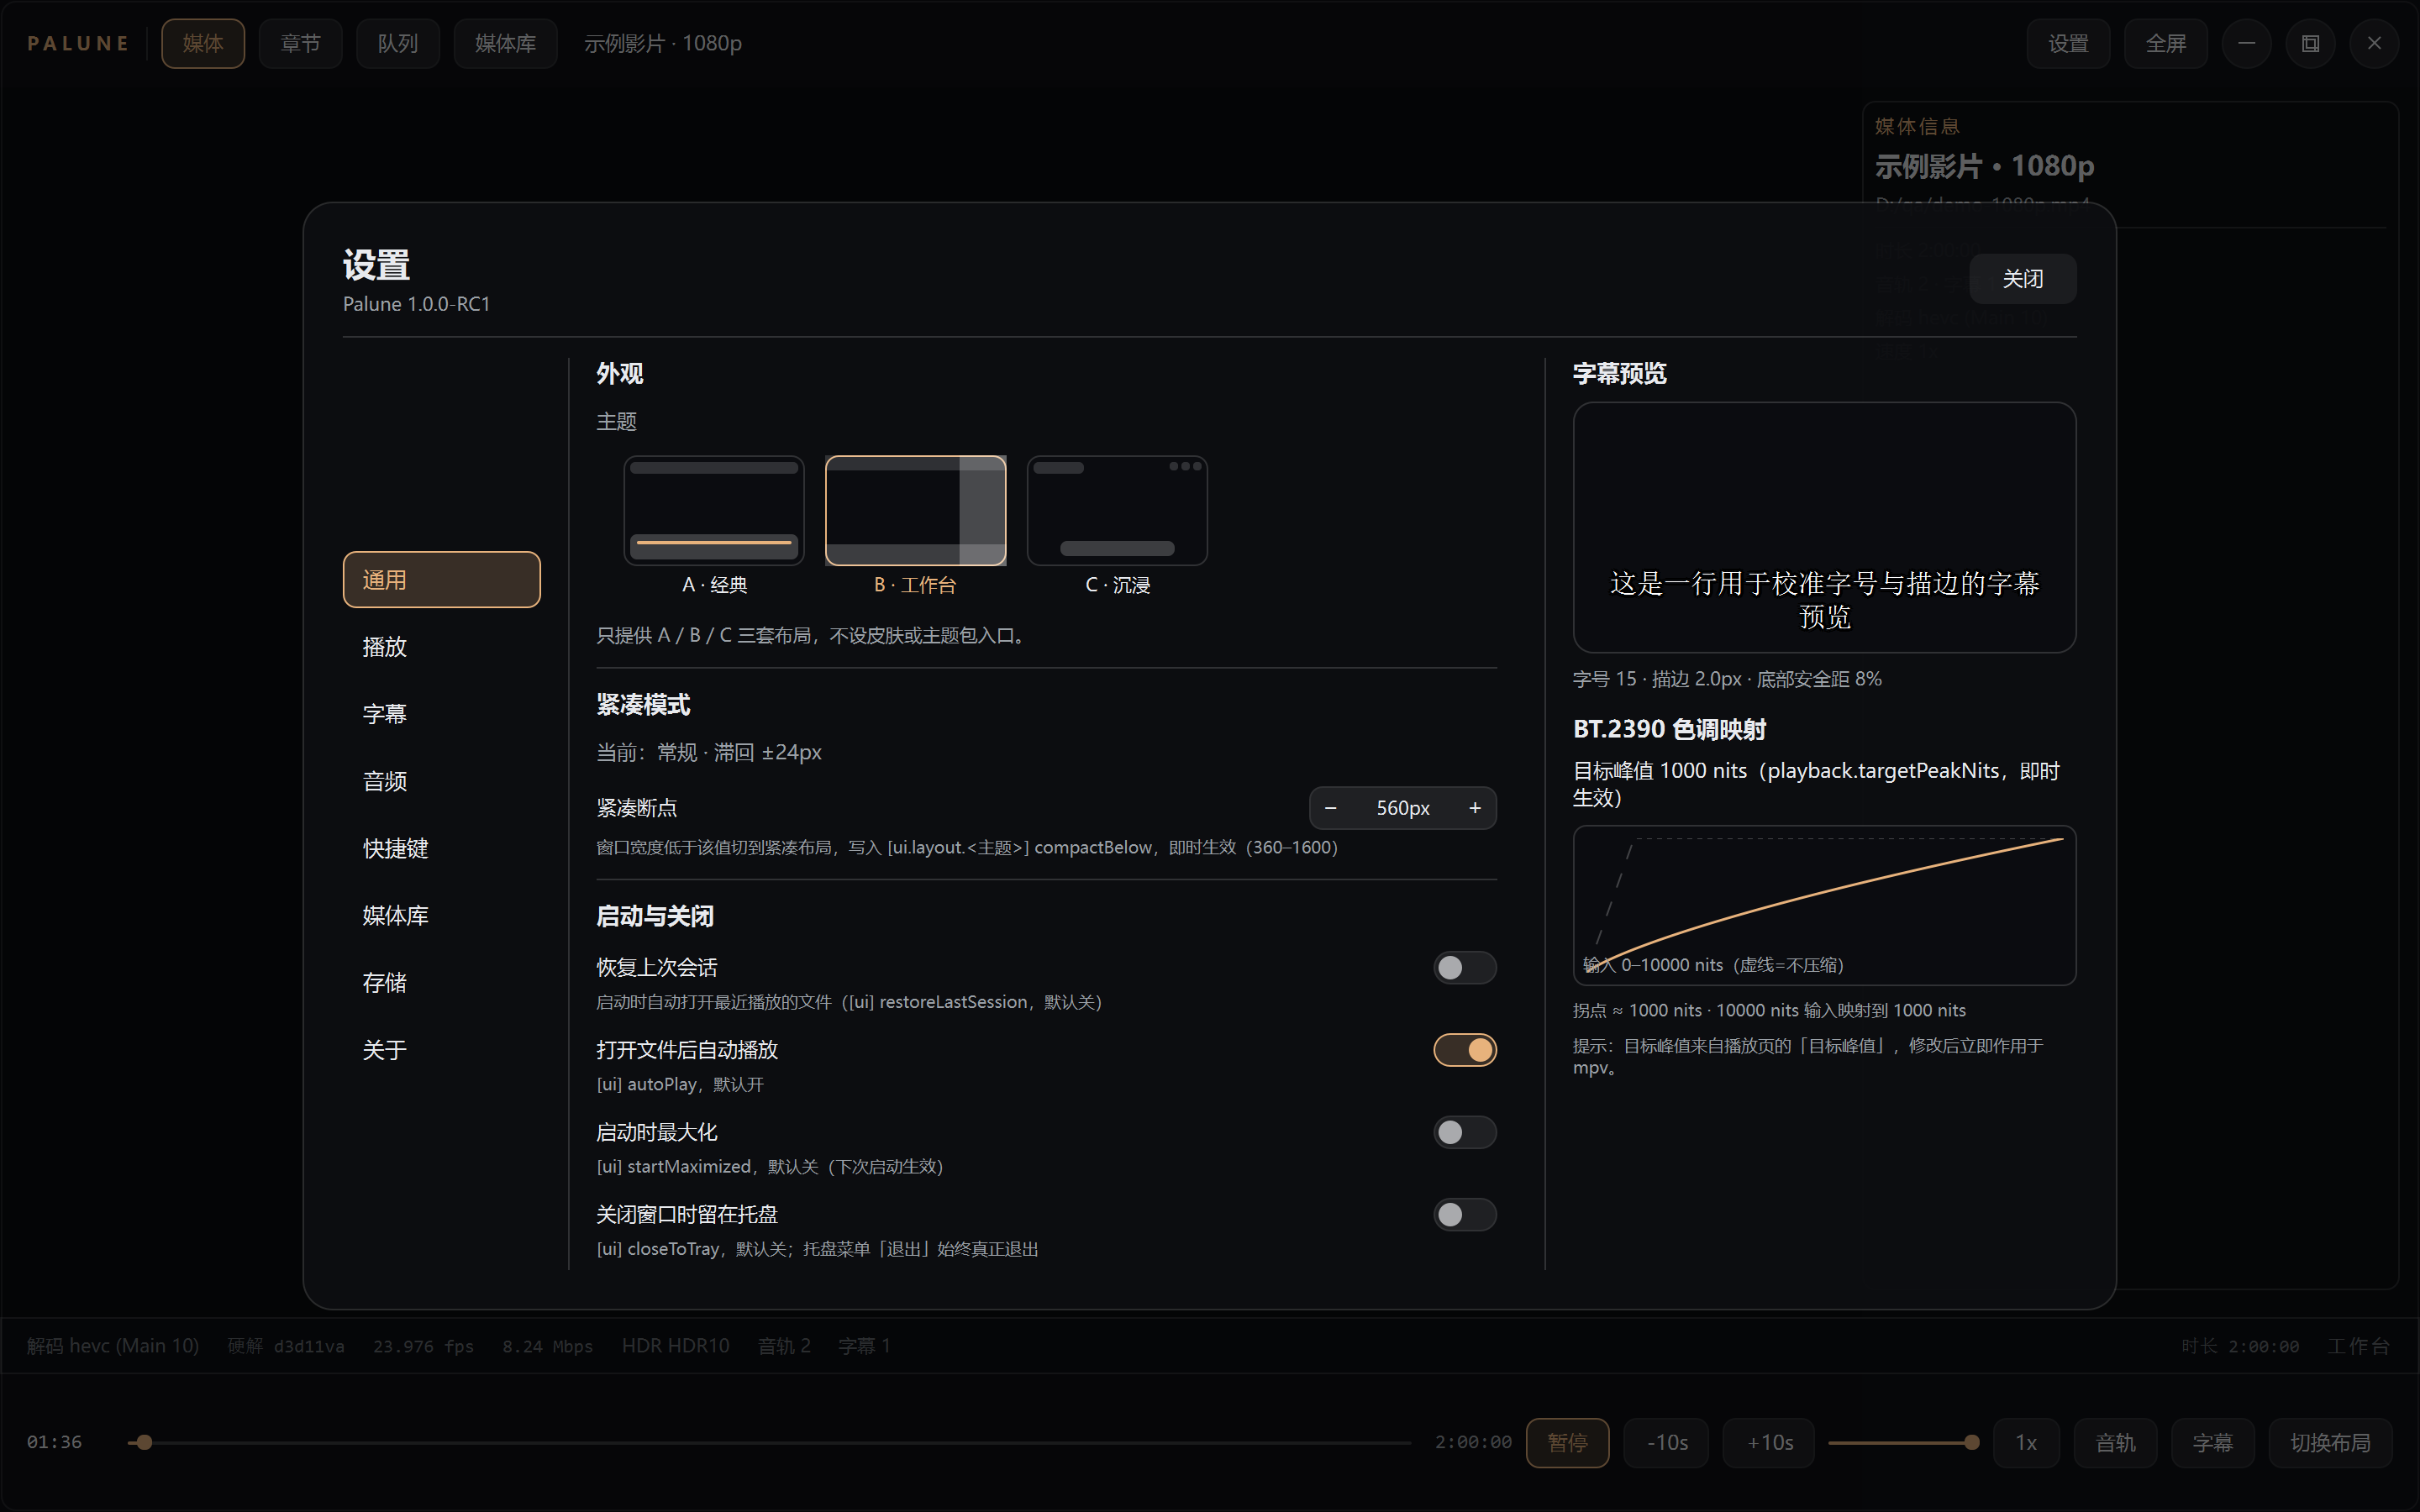 PALUNE
媒体
章节
队列
媒体库
示例影片 · 1080p
设置
全屏
媒体信息
示例影片 • 1080p
设置
Palune 1.0.0-RC1
关闭
通用
播放
字幕
音频
快捷键
媒体库
存储
关于
外观
主题
A · 经典
B · 工作台
C · 沉浸
只提供 A / B / C 三套布局，不设皮肤或主题包入口。
紧凑模式
当前：常规 · 滞回 ±24px
紧凑断点
− 560px +
窗口宽度低于该值切到紧凑布局，写入 [ui.layout.<主题>] compactBelow，即时生效（360–1600）
启动与关闭
恢复上次会话
启动时自动打开最近播放的文件（[ui] restoreLastSession，默认关）
打开文件后自动播放
[ui] autoPlay，默认开
启动时最大化
[ui] startMaximized，默认关（下次启动生效）
关闭窗口时留在托盘
[ui] closeToTray，默认关；托盘菜单「退出」始终真正退出
字幕预览
这是一行用于校准字号与描边的字幕
预览
字号 15 · 描边 2.0px · 底部安全距 8%
BT.2390 色调映射
目标峰值 1000 nits（playback.targetPeakNits，即时
生效）
输入 0–10000 nits（虚线=不压缩）
拐点 ≈ 1000 nits · 10000 nits 输入映射到 1000 nits
提示：目标峰值来自播放页的「目标峰值」，修改后立即作用于
mpv。
解码 hevc (Main 10)
硬解 d3d11va
23.976 fps
8.24 Mbps
HDR HDR10
音轨 2
字幕 1
时长 2:00:00
工作台
01:36
2:00:00
暂停
-10s
+10s
1x
音轨
字幕
切换布局